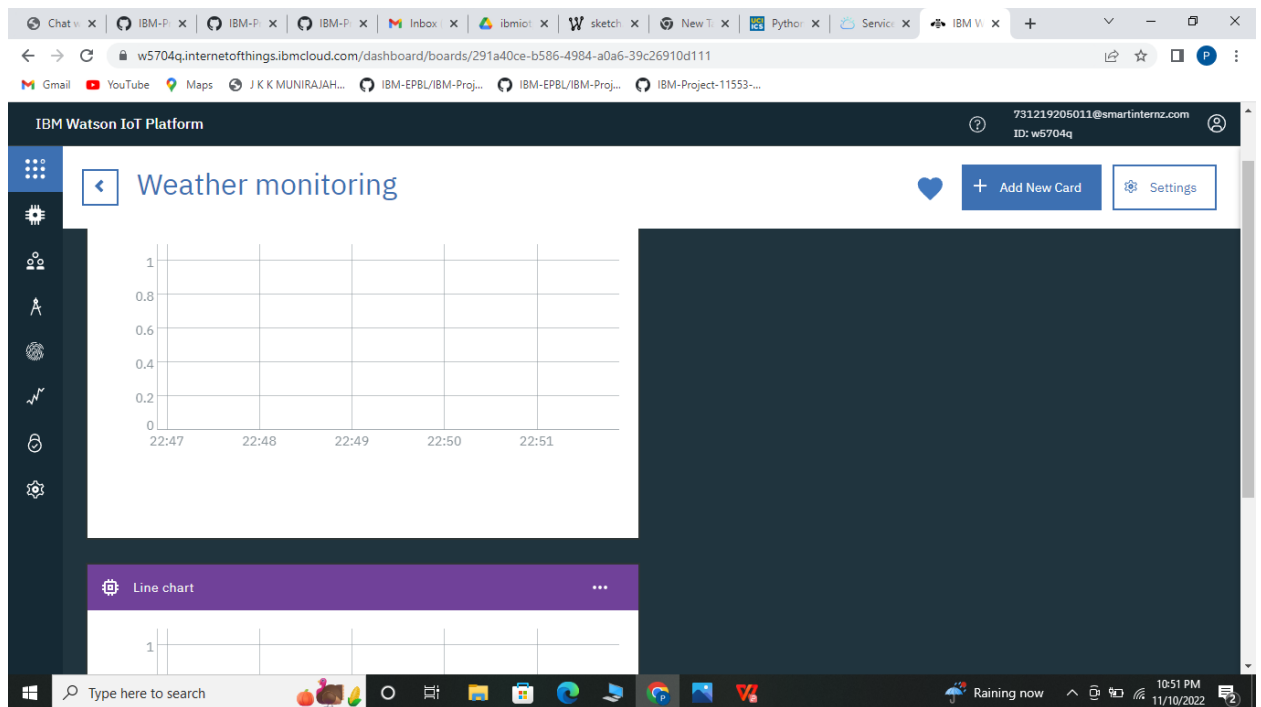 Chat w
IBM-P
IBM-P
IBM-P
Inbox
ibmiot
sketch
New T
Python
Service
IBM W
w5704q.internetofthings.ibmcloud.com/dashboard/boards/291a40ce-b586-4984-a0a6-39c26910d111
P
Gmail
YouTube
Maps
J K K MUNIRAJAH...
IBM-EPBL/IBM-Proj...
IBM-EPBL/IBM-Proj...
IBM-Project-11553-...
IBM Watson IoT Platform
731219205011@smartinternz.com
ID: w5704q
Weather monitoring
Add New Card
Settings
1
0.8
0.6
0.4
0.2
0
22:47 22:48 22:49 22:50 22:51
Line chart
1
Type here to search
Raining now
10:51 PM
11/10/2022
2